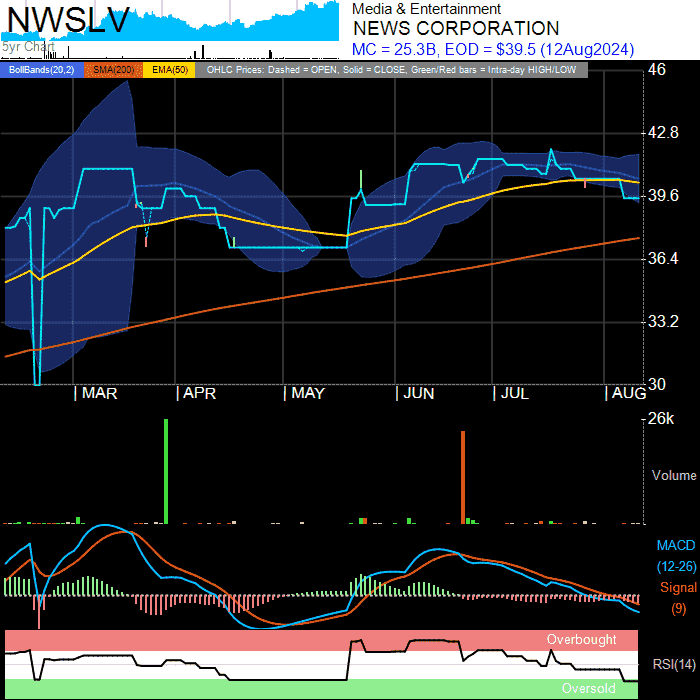 NWSLV
5yr Chart
Media & Entertainment
NEWS CORPORATION
MC = 25.3B, EOD = $39.5 (12Aug2024)
BollBands(20,2) SMA(200) EMA(50) OHLC Prices: Dashed = OPEN, Solid = CLOSE, Green/Red bars = Intra-day HIGH/LOW
46
42.8
39.6
36.4
33.2
30
MAR APR MAY JUN JUL AUG
26k
Volume
MACD
(12-26)
Signal
(9)
Overbought
RSI(14)
Oversold